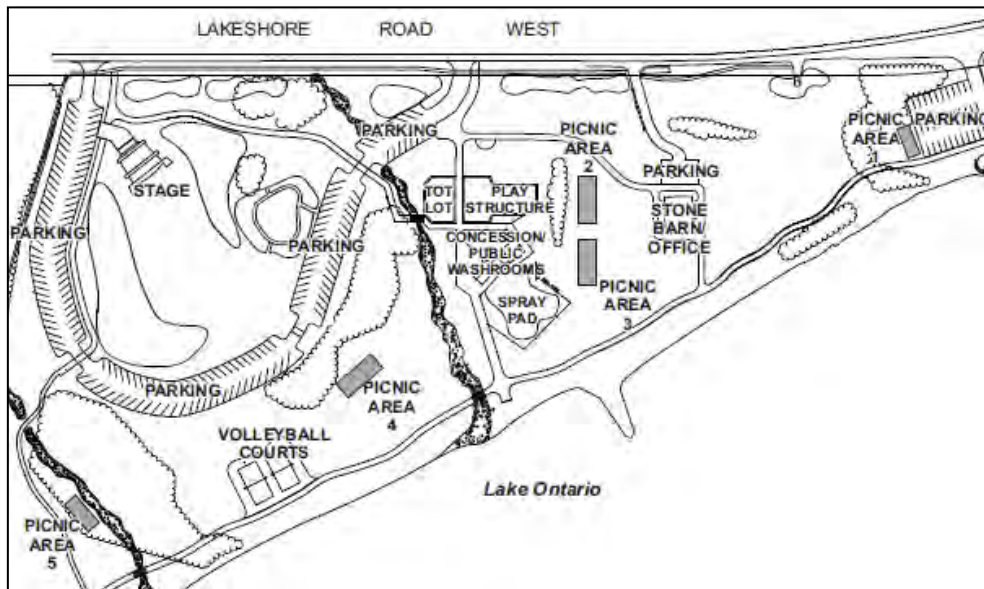 LAKESHORE ROAD WEST
PARKING
PICNIC
AREA
2
PICNIC
AREA
1
PARKING
STAGE
TOT
LOT
PLAY
STRUCTURE
PARKING
STONE
BARN/
OFFICE
PARKING
PARKING
CONCESSION/
PUBLIC
WASHROOMS
SPRAY
PAD
PICNIC
AREA
3
PARKING
PICNIC
AREA
4
VOLLEYBALL
COURTS
Lake Ontario
PICNIC
AREA
5